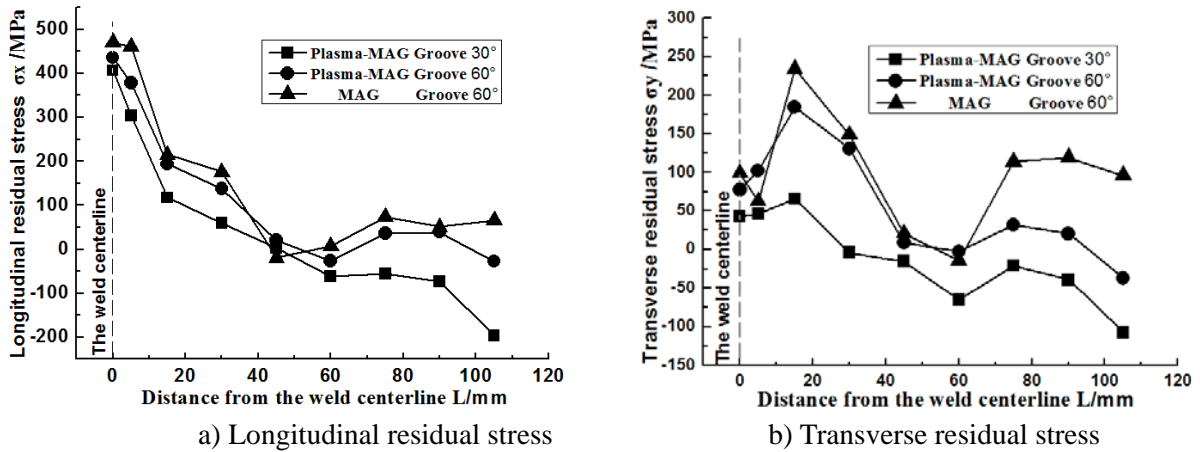 Longitudinal residual stress σx /MPa
500
400
300
200
100
0
-100
-200
The weld centerline
Plasma-MAG Groove 30°
Plasma-MAG Groove 60°
MAG Groove 60°
0 20 40 60 80 100 120
Distance from the weld centerline L/mm
a) Longitudinal residual stress
Transverse residual stress σy /MPa
300
250
200
150
100
50
0
-50
-100
-150
The weld centerline
Plasma-MAG Groove 30°
Plasma-MAG Groove 60°
MAG Groove 60°
0 20 40 60 80 100 120
Distance from the weld centerline L/mm
b) Transverse residual stress